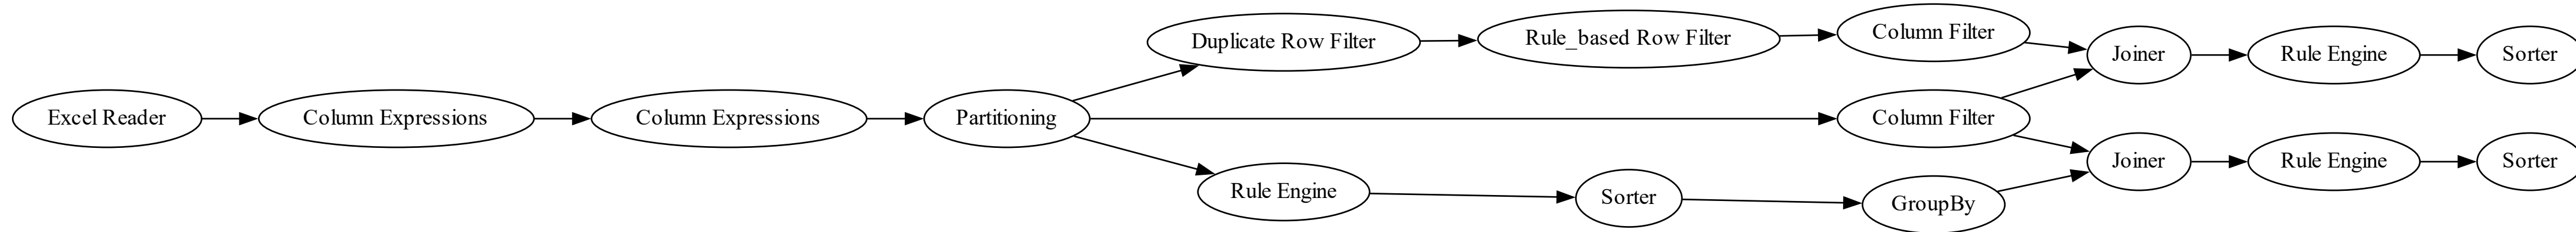 Excel Reader
Column Expressions
Column Expressions
Partitioning
Duplicate Row Filter
Rule_based Row Filter
Column Filter
Joiner
Rule Engine
Sorter
Column Filter
Rule Engine
Sorter
GroupBy
Joiner
Rule Engine
Sorter